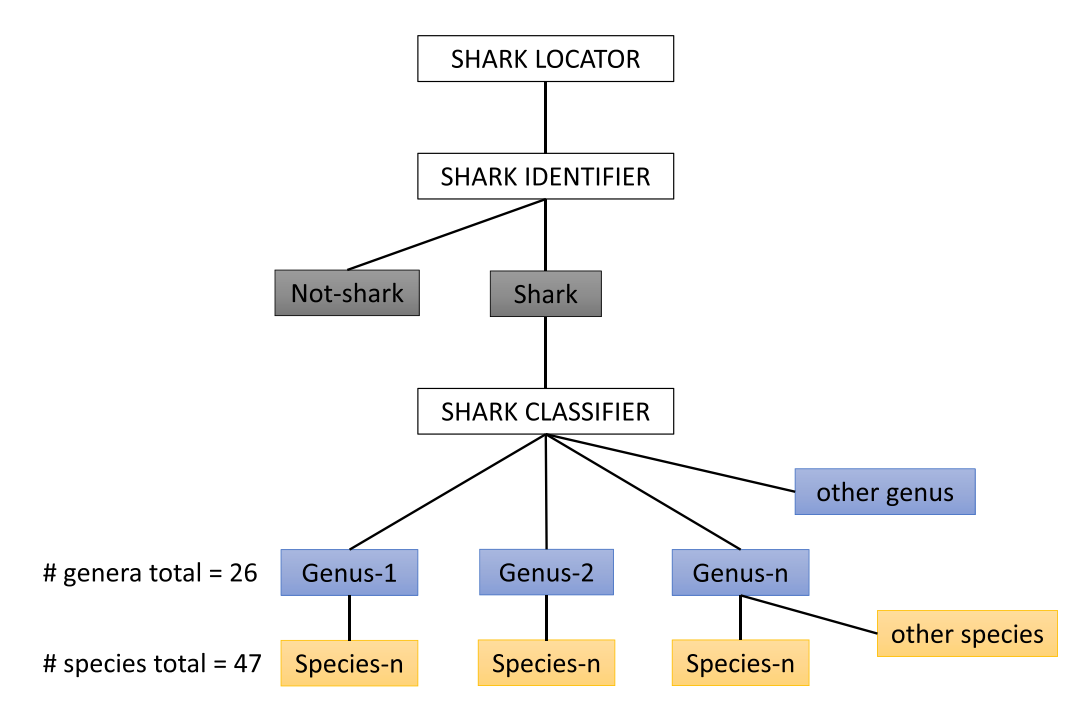 SHARK LOCATOR
SHARK IDENTIFIER
Not-shark
Shark
SHARK CLASSIFIER
other genus
# genera total = 26
Genus-1
Genus-2
Genus-n
other species
# species total = 47
Species-n
Species-n
Species-n